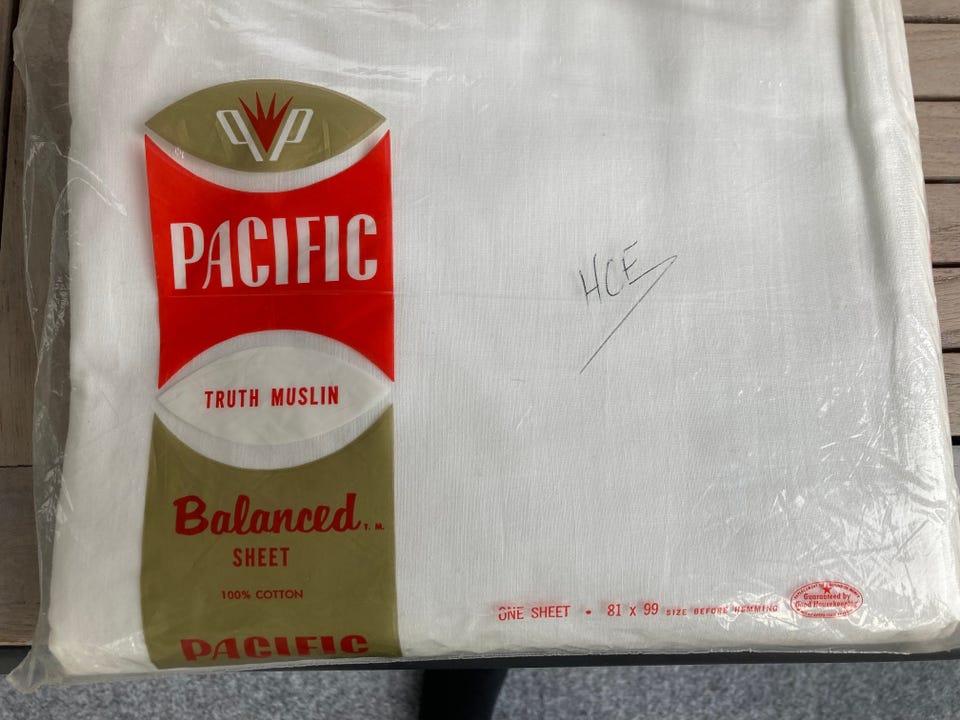 PACIFIC
TRUTH MUSLIN
Balanced T.M.
SHEET
100% COTTON
PACIFIC
HCE
ONE SHEET • 81 X 99 SIZE BEFORE HEMMING
Guaranteed by
Good Housekeeping